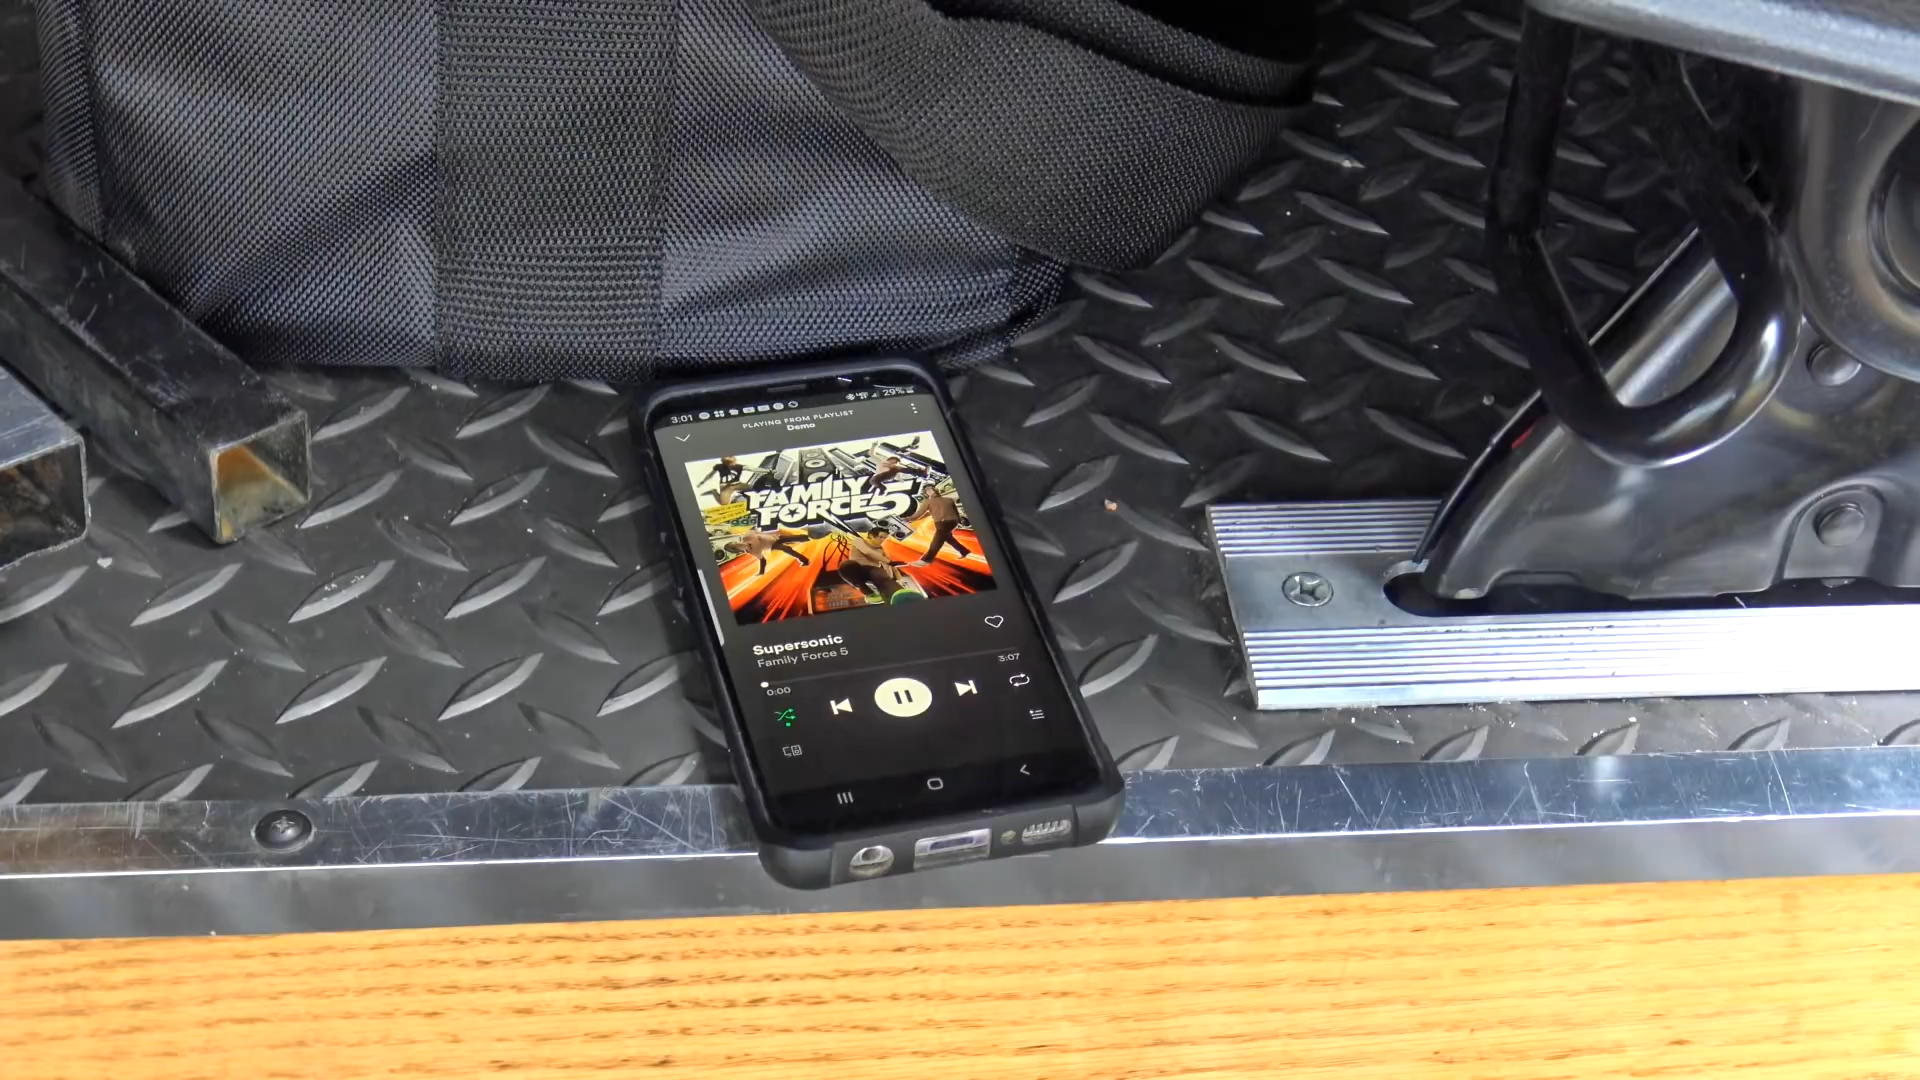 3:01
29%
PLAYING FROM PLAYLIST
Demo
FAMILY
FORCE 5
Supersonic
Family Force 5
0:00
3:07